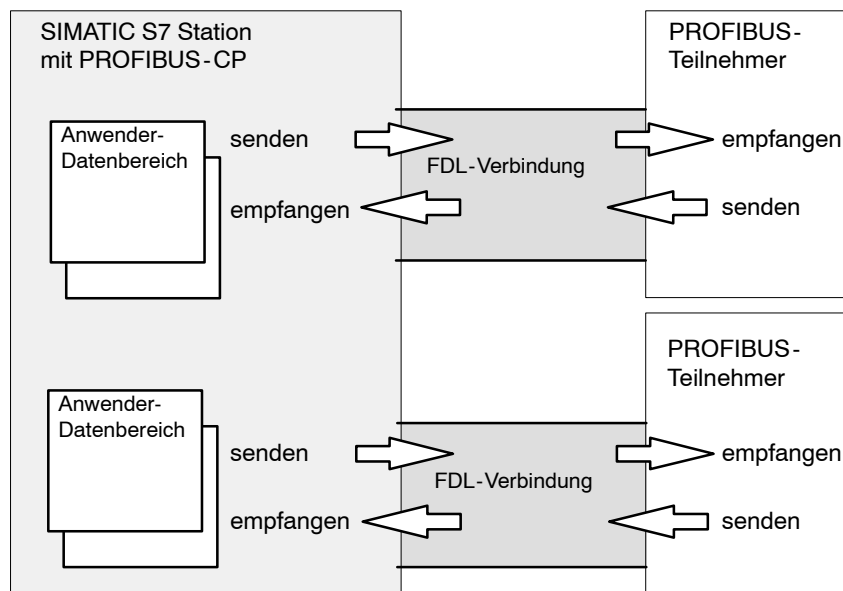 SIMATIC S7 Station
mit PROFIBUS-CP
PROFIBUS-
Teilnehmer
Anwender-
Datenbereich
senden
empfangen
FDL-Verbindung
empfangen
senden
PROFIBUS-
Teilnehmer
Anwender-
Datenbereich
senden
empfangen
FDL-Verbindung
empfangen
senden